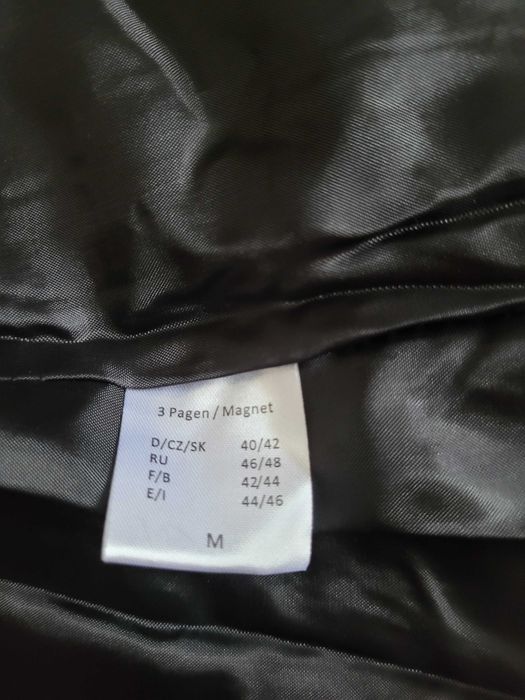 3 Pagen / Magnet
D/CZ/SK 40/42
RU 46/48
F/B 42/44
E/I 44/46
M